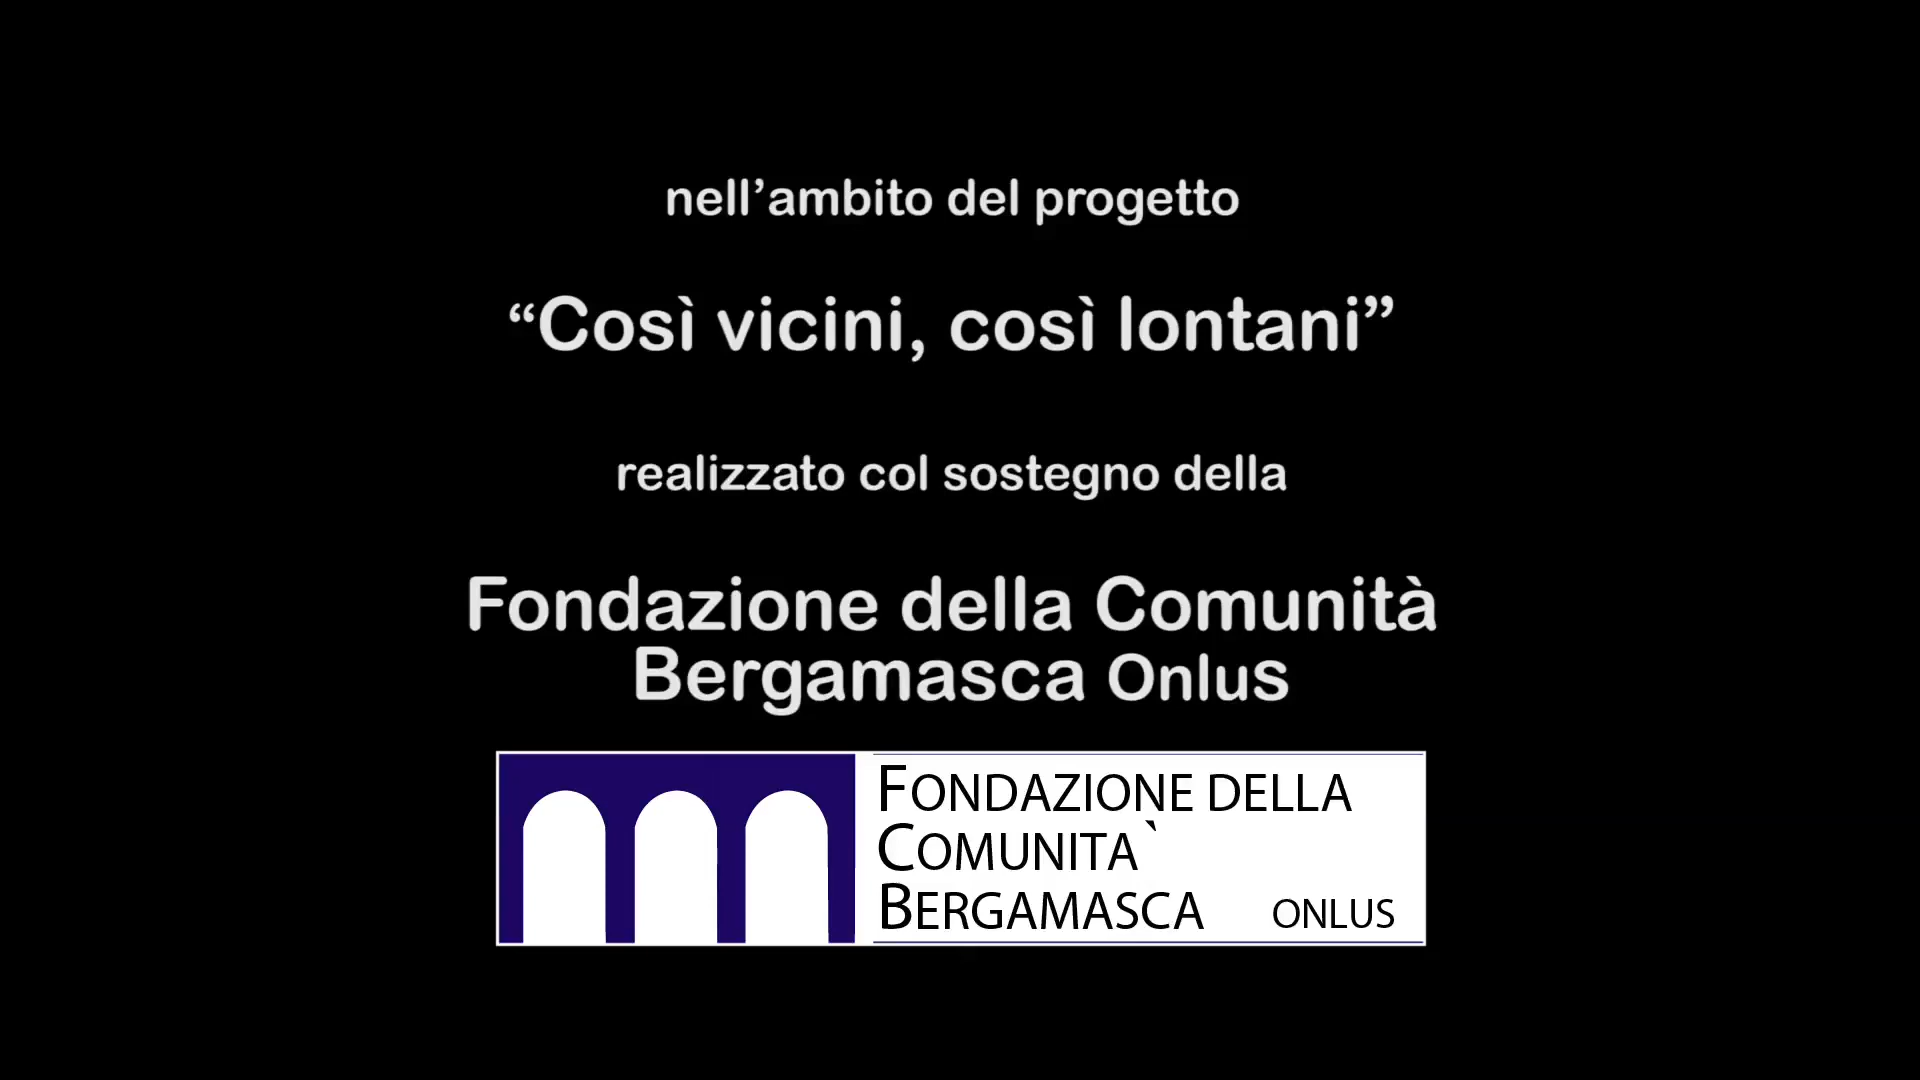 nell’ambito del progetto
“Così vicini, così lontani”
realizzato col sostegno della
Fondazione della Comunità
Bergamasca Onlus
FONDAZIONE DELLA
COMUNITA`
BERGAMASCA ONLUS